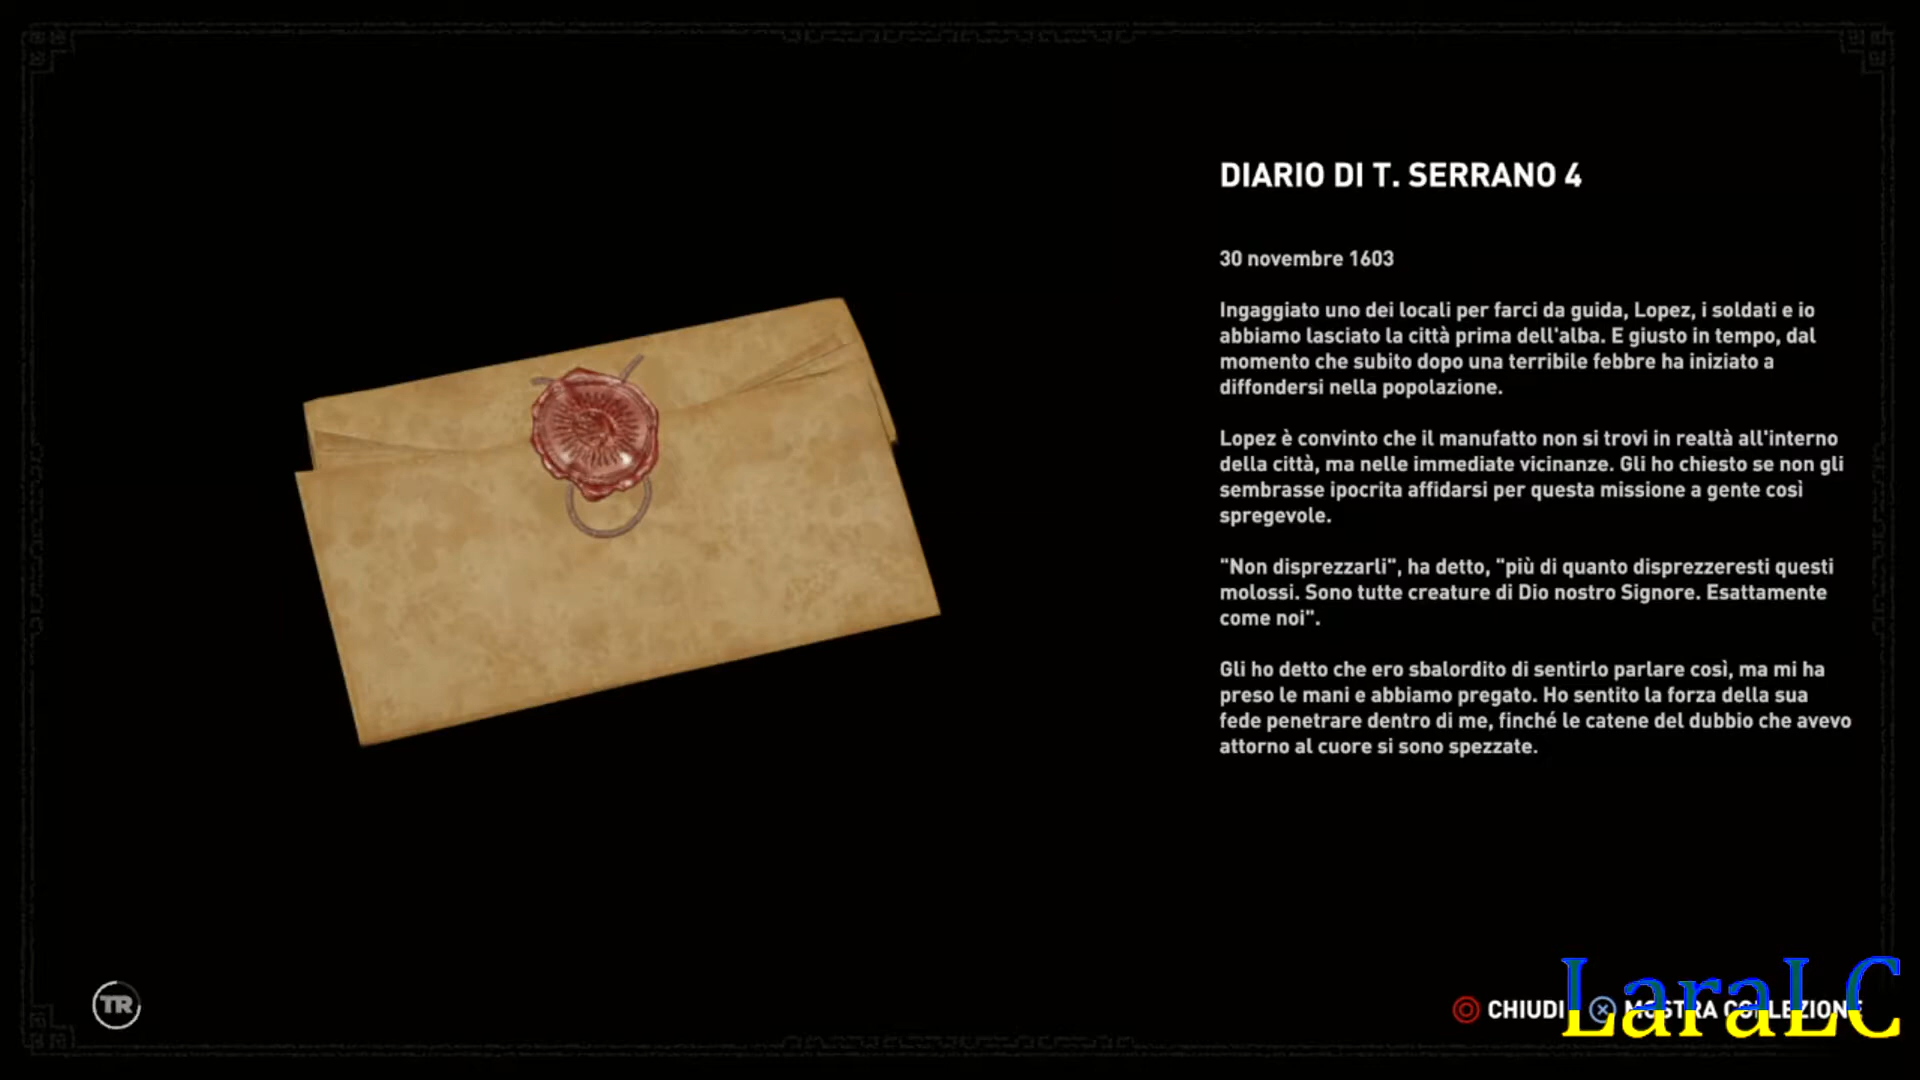 DIARIO DI T. SERRANO 4
30 novembre 1603
Ingaggiato uno dei locali per farci da guida, Lopez, i soldati e io
abbiamo lasciato la città prima dell'alba. E giusto in tempo, dal
momento che subito dopo una terribile febbre ha iniziato a
diffondersi nella popolazione.
Lopez è convinto che il manufatto non si trovi in realtà all'interno
della città, ma nelle immediate vicinanze. Gli ho chiesto se non gli
sembrasse ipocrita affidarsi per questa missione a gente così
spregevole.
"Non disprezzarli", ha detto, "più di quanto disprezzeresti questi
molossi. Sono tutte creature di Dio nostro Signore. Esattamente
come noi".
Gli ho detto che ero sbalordito di sentirlo parlare così, ma mi ha
preso le mani e abbiamo pregato. Ho sentito la forza della sua
fede penetrare dentro di me, finché le catene del dubbio che avevo
attorno al cuore si sono spezzate.
TR
CHIUDI MOSTRA COLLEZIONE
LaraLC